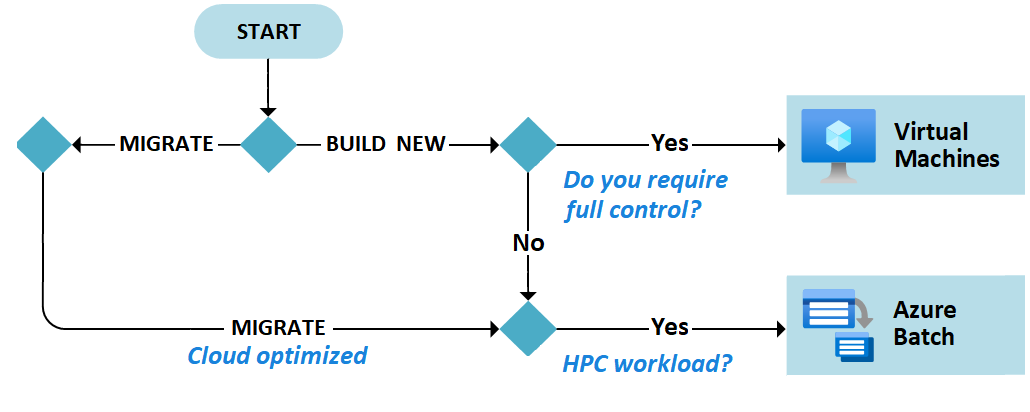 START
MIGRATE
BUILD NEW
Yes
Do you require
full control?
Virtual
Machines
No
MIGRATE
Cloud optimized
Yes
HPC workload?
Azure
Batch